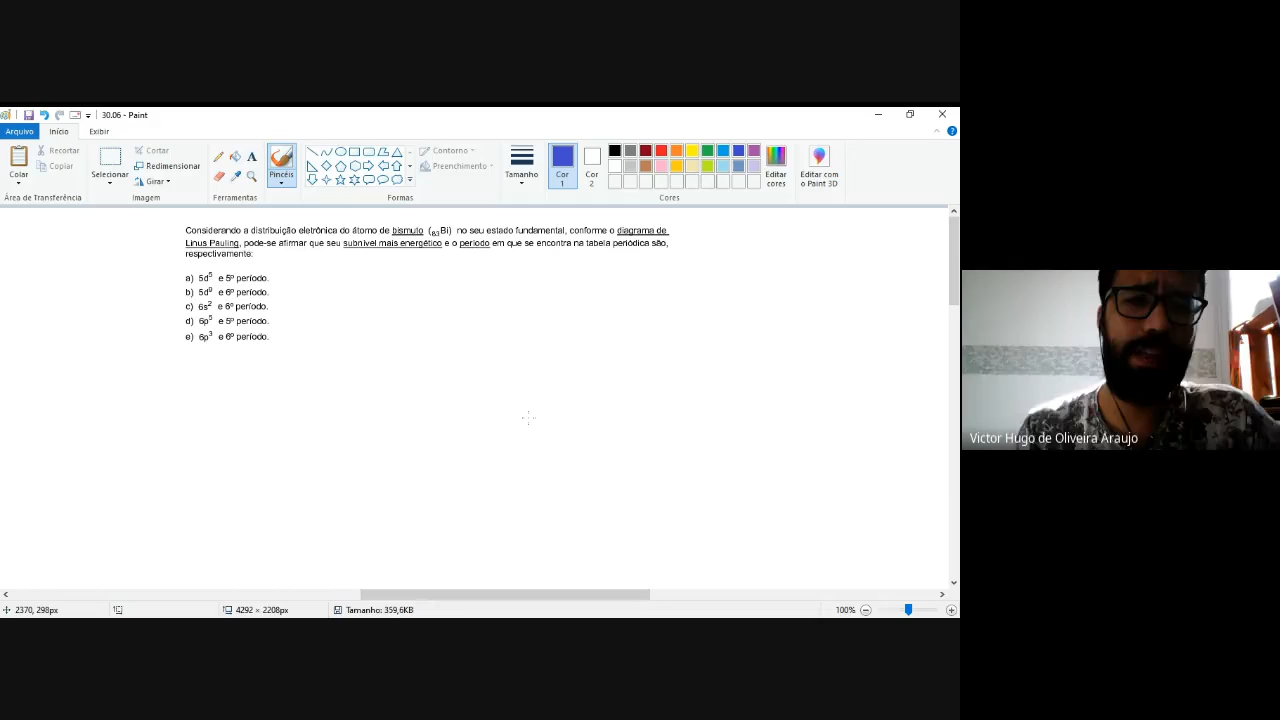 30.06 - Paint
Arquivo Início Exibir
Colar
Recortar
Copiar
Área de Transferência
Selecionar
Cortar
Redimensionar
Girar
Imagem
A
Ferramentas
Pincéis
Formas
Contorno
Preenchimento
Tamanho
Cor 1
Cor 2
Cores
Editar cores
Editar com o Paint 3D
Considerando a distribuição eletrônica do átomo de bismuto (₈₃Bi) no seu estado fundamental, conforme o diagrama de
Linus Pauling, pode-se afirmar que seu subnível mais energético e o período em que se encontra na tabela periódica são,
respectivamente:
a) 5d⁵ e 5º período.
b) 5d⁹ e 6º período.
c) 6s² e 6º período.
d) 6p⁵ e 5º período.
e) 6p³ e 6º período.
Victor Hugo de Oliveira Araujo
2370, 298px
4292 × 2208px
Tamanho: 359,6KB
100%